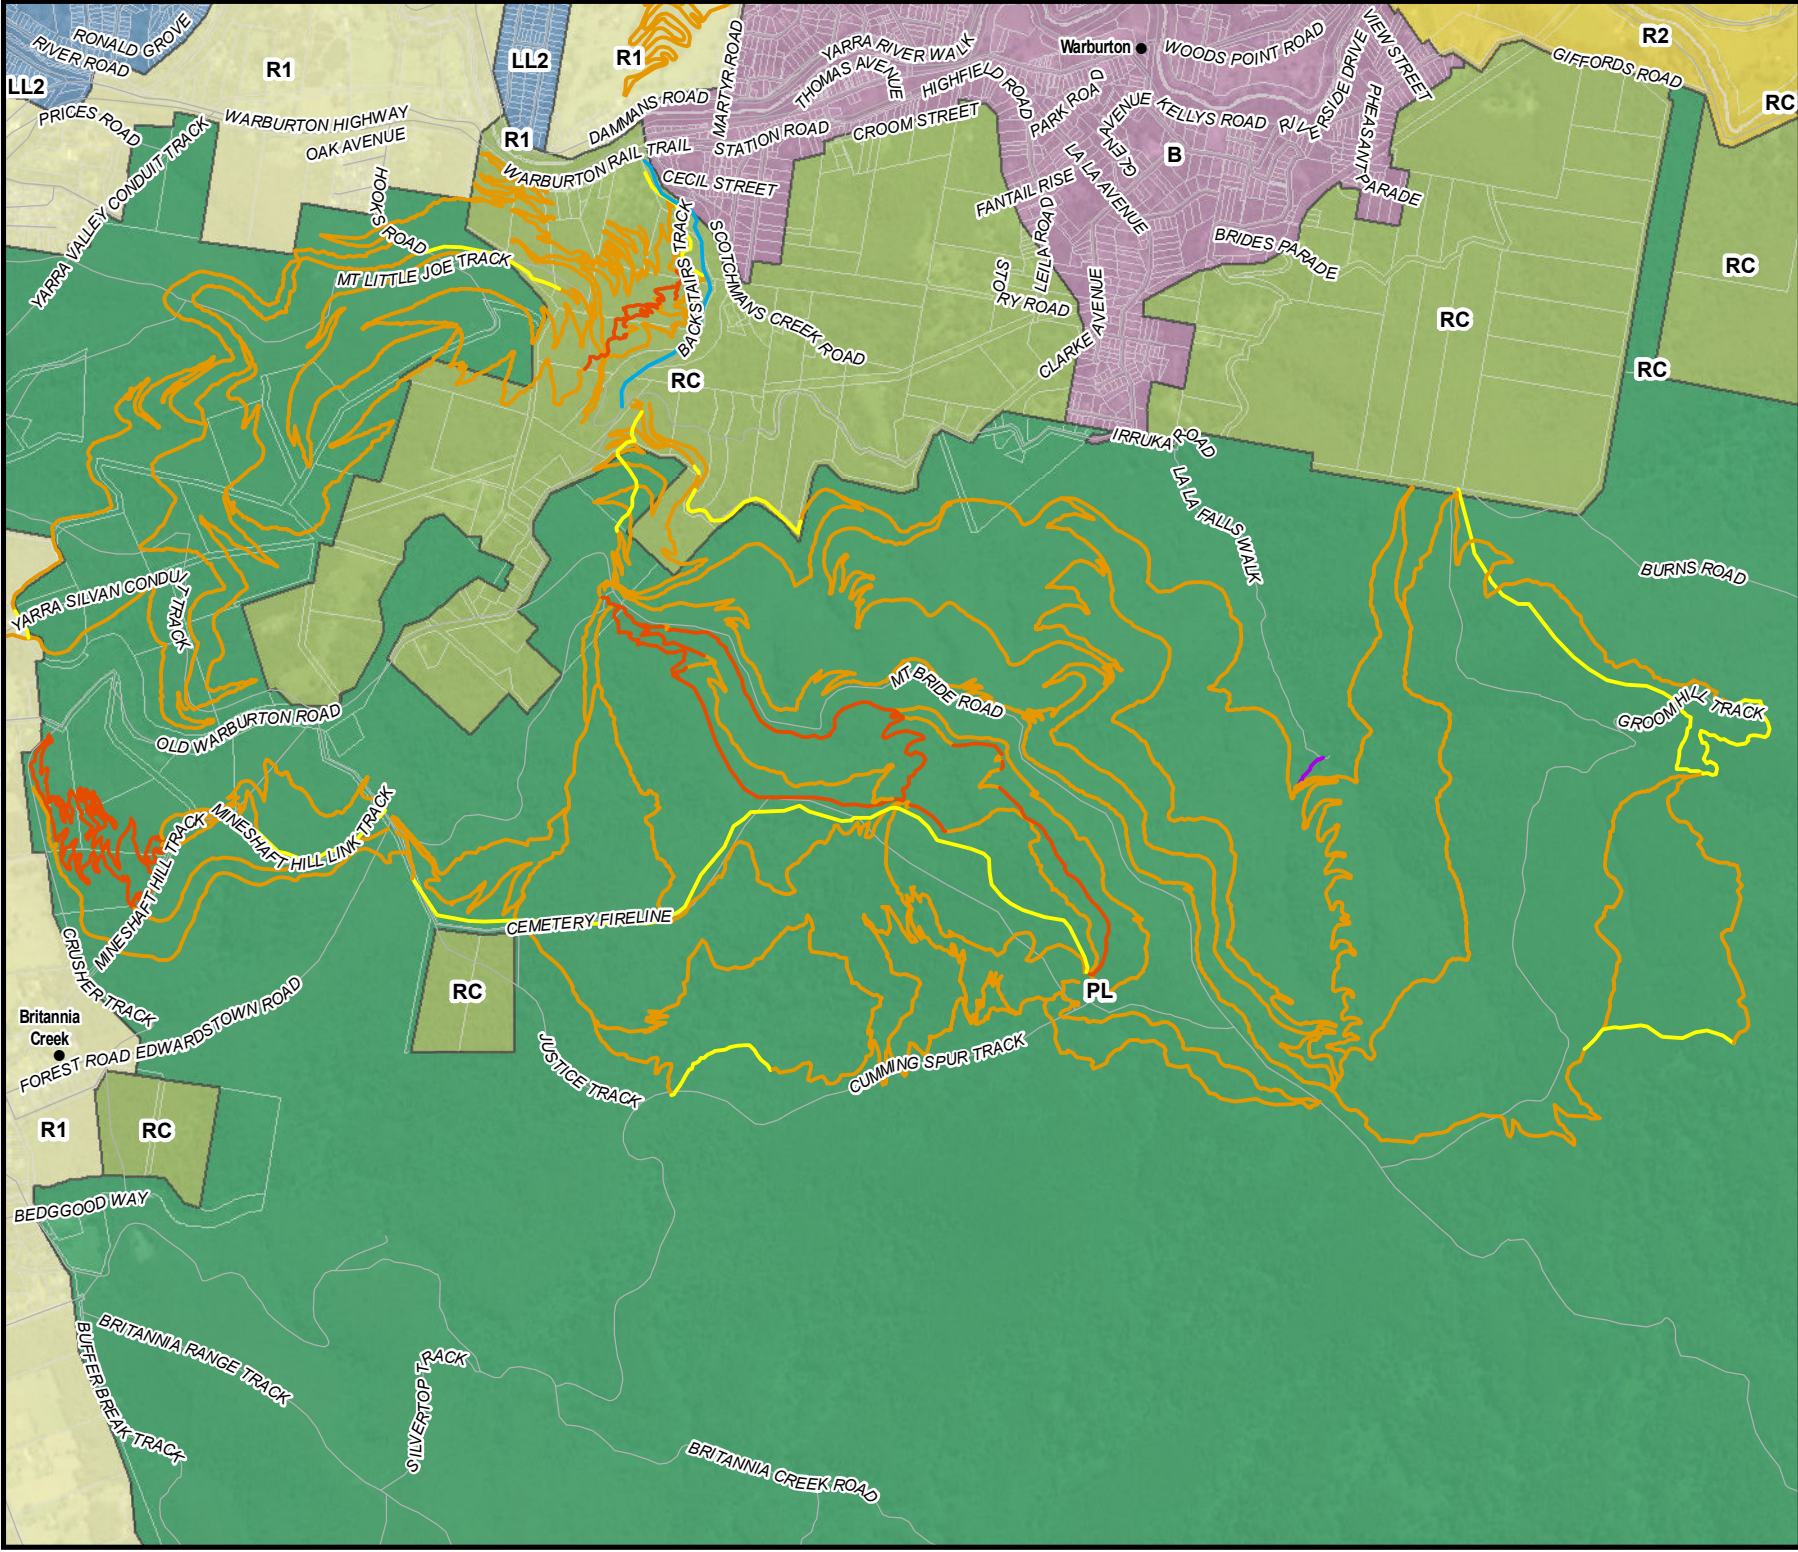 RONALD GROVE
RIVER ROAD
LL2
R1
LL2
R1
MARTYR ROAD
YARRA RIVER WALK
THOMAS AVENUE
HIGHFIELD ROAD
Warburton
WOODS POINT ROAD
VIEW STREET
RIVERSIDE DRIVE
R2
GIFFORDS ROAD
RC
PRICES ROAD
WARBURTON HIGHWAY
OAK AVENUE
R1
DAMMANS ROAD
STATION ROAD
CROOM STREET
PARK ROAD
GLEN AVENUE
KELLYS ROAD
PHEASANT PARADE
B
YARRA VALLEY CONDUIT TRACK
HOOKS ROAD
WARBURTON RAIL TRAIL
CECIL STREET
LA LA AVENUE
FANTAIL RISE
LEILA ROAD
BRIDES PARADE
MT LITTLE JOE TRACK
BACKSTAIRS TRACK
SCOTCHMANS CREEK ROAD
STORY ROAD
CLARKE AVENUE
RC
RC
RC
RC
IRRUKA ROAD
LA LA FALLS WALK
BURNS ROAD
YARRA SILVAN CONDUIT TRACK
MT BRIDE ROAD
GROOM HILL TRACK
OLD WARBURTON ROAD
MINESHAFT HILL TRACK
MINESHAFT HILL LINK TRACK
CEMETERY FIRELINE
CRUSHER TRACK
RC
PL
Britannia
Creek
FOREST ROAD EDWARDSTOWN ROAD
JUSTICE TRACK
CUMMING SPUR TRACK
R1
RC
BEDGGOOD WAY
BUFFER BREAK TRACK
BRITANNIA RANGE TRACK
SILVERTOP TRACK
BRITANNIA CREEK ROAD